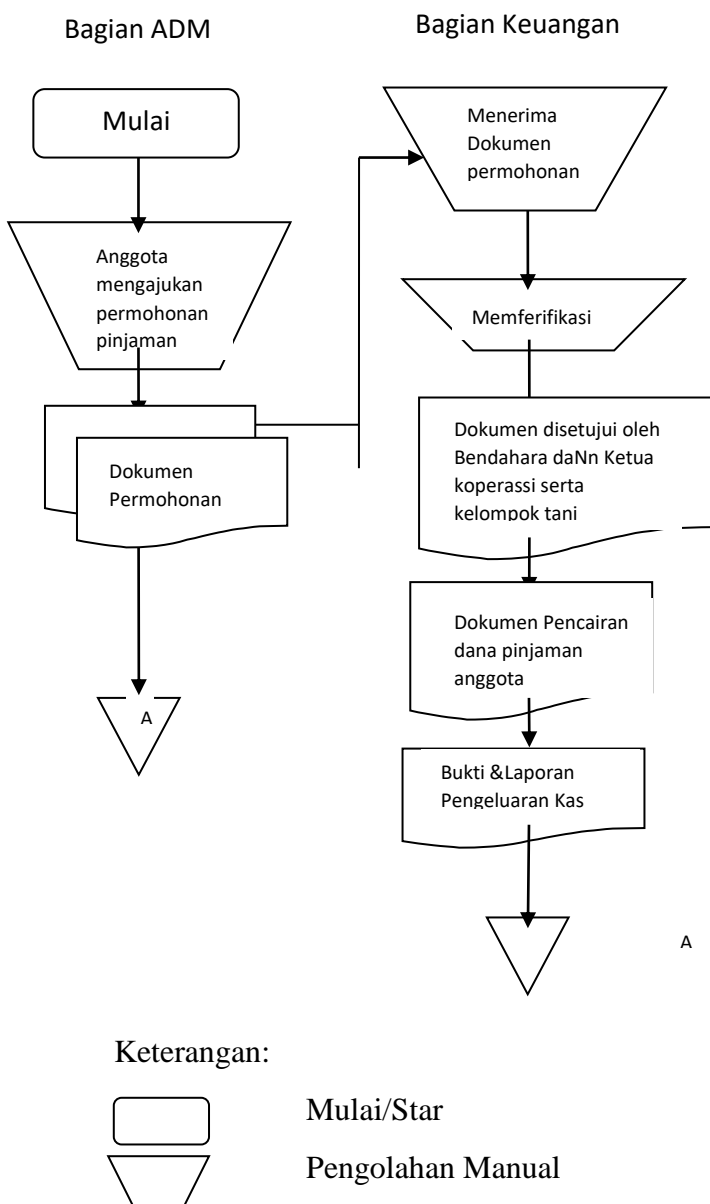 Bagian ADM
Bagian Keuangan
Mulai
Anggota
mengajukan
permohonan
pinjaman
Dokumen
Permohonan
A
Menerima
Dokumen
permohonan
Memferifikasi
Dokumen disetujui oleh
Bendahara daNn Ketua
koperassi serta
kelompok tani
Dokumen Pencairan
dana pinjaman
anggota
Bukti &Laporan
Pengeluaran Kas
A
Keterangan:
Mulai/Star
Pengolahan Manual